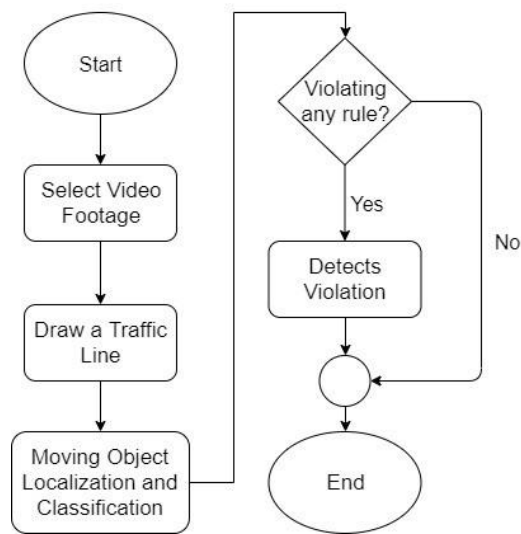 Start
Select Video
Footage
Draw a Traffic
Line
Moving Object
Localization and
Classification
Violating
any rule?
Yes
No
Detects
Violation
End